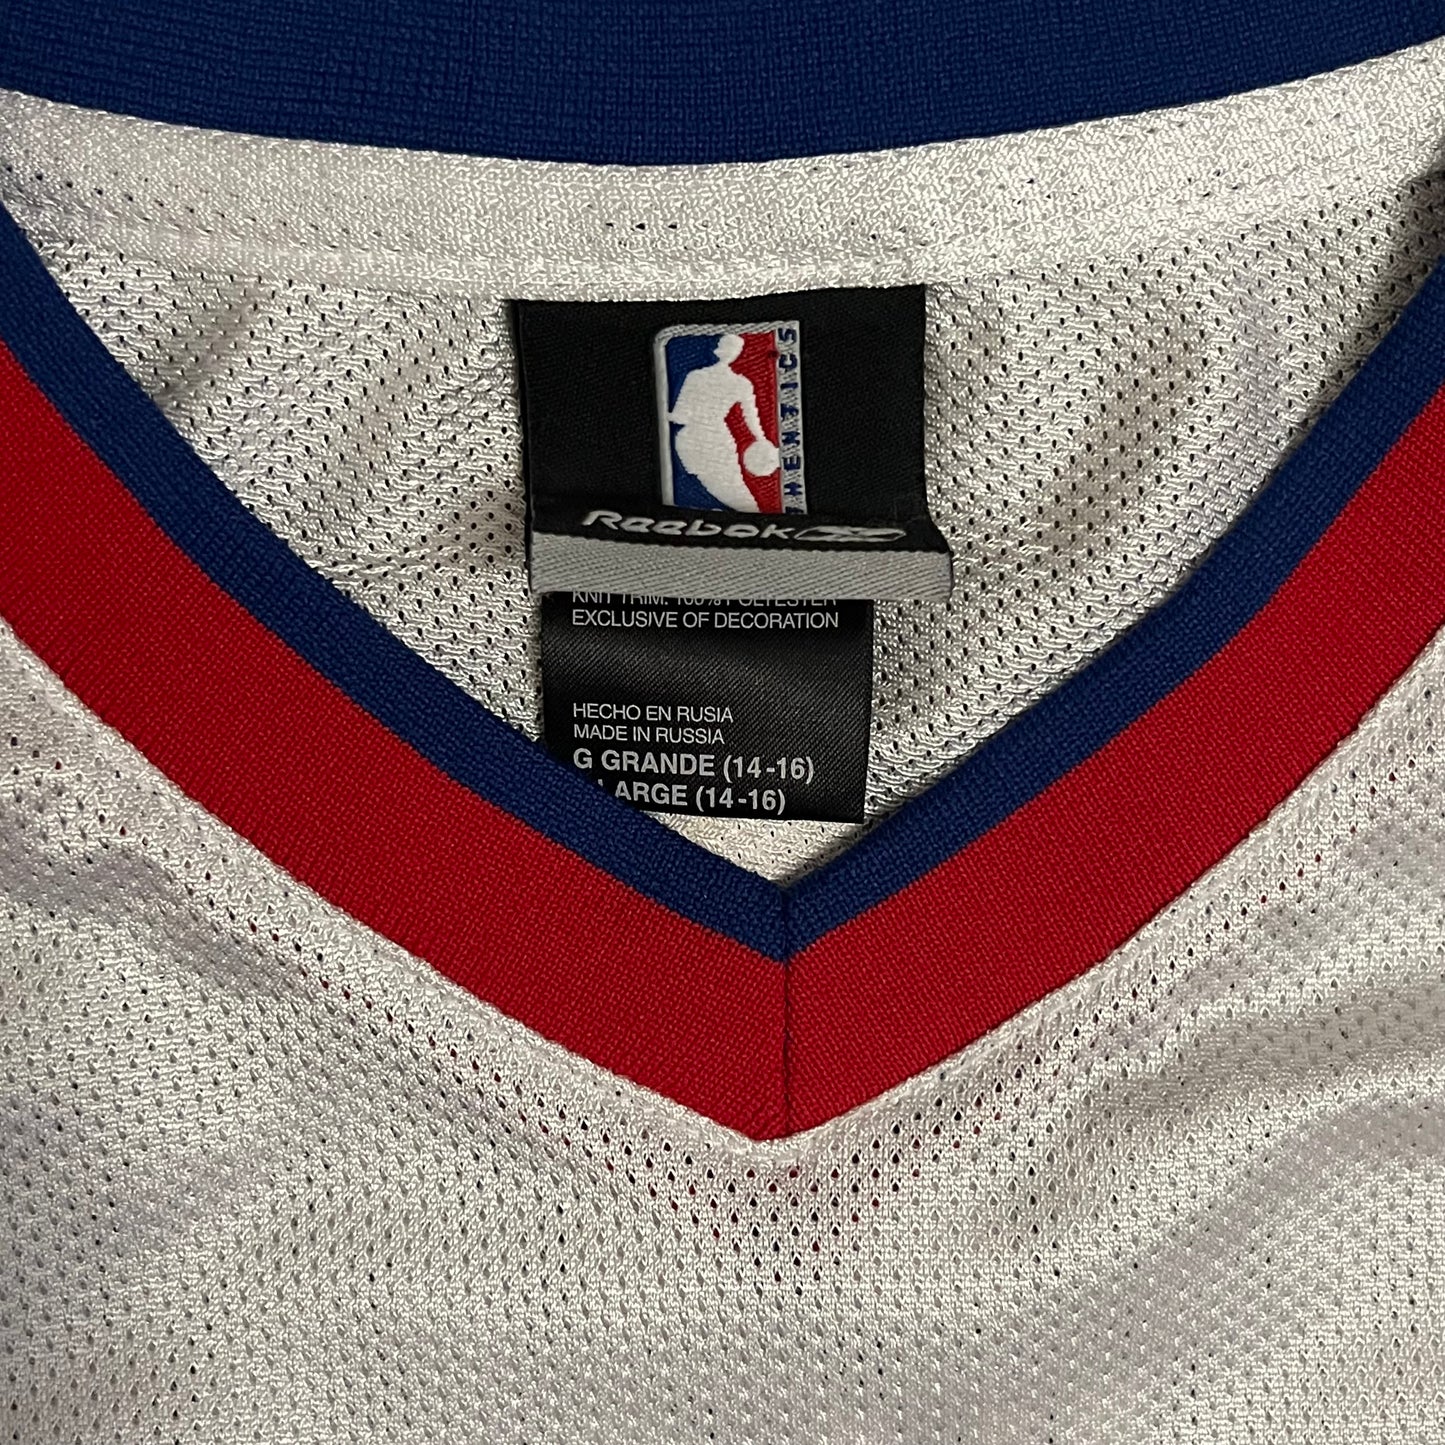 Reebok
KNIT TRIM: 100% POLYESTER
EXCLUSIVE OF DECORATION
HECHO EN RUSIA
MADE IN RUSSIA
G GRANDE (14-16)
LARGE (14-16)